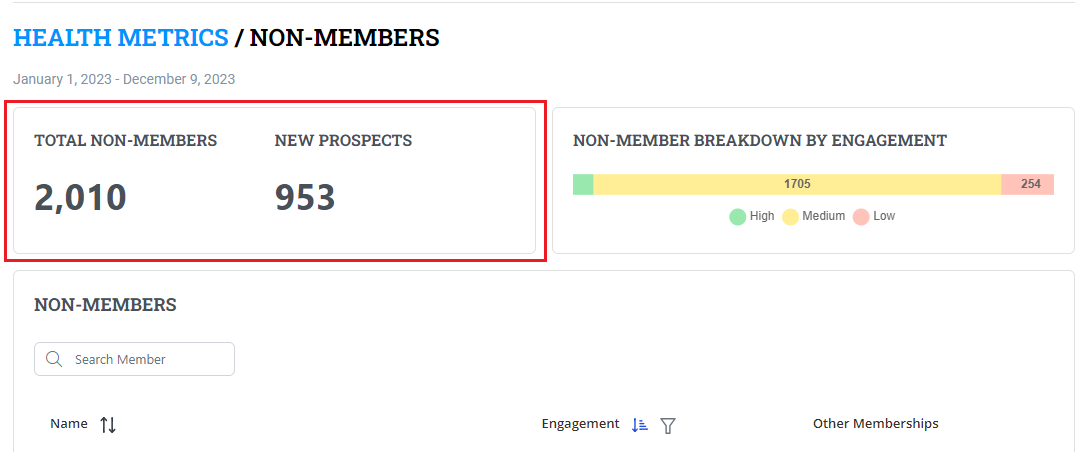 HEALTH METRICS / NON-MEMBERS
January 1, 2023 - December 9, 2023
TOTAL NON-MEMBERS
2,010
NEW PROSPECTS
953
NON-MEMBER BREAKDOWN BY ENGAGEMENT
1705
254
High
Medium
Low
NON-MEMBERS
Search Member
Name
Engagement
Other Memberships